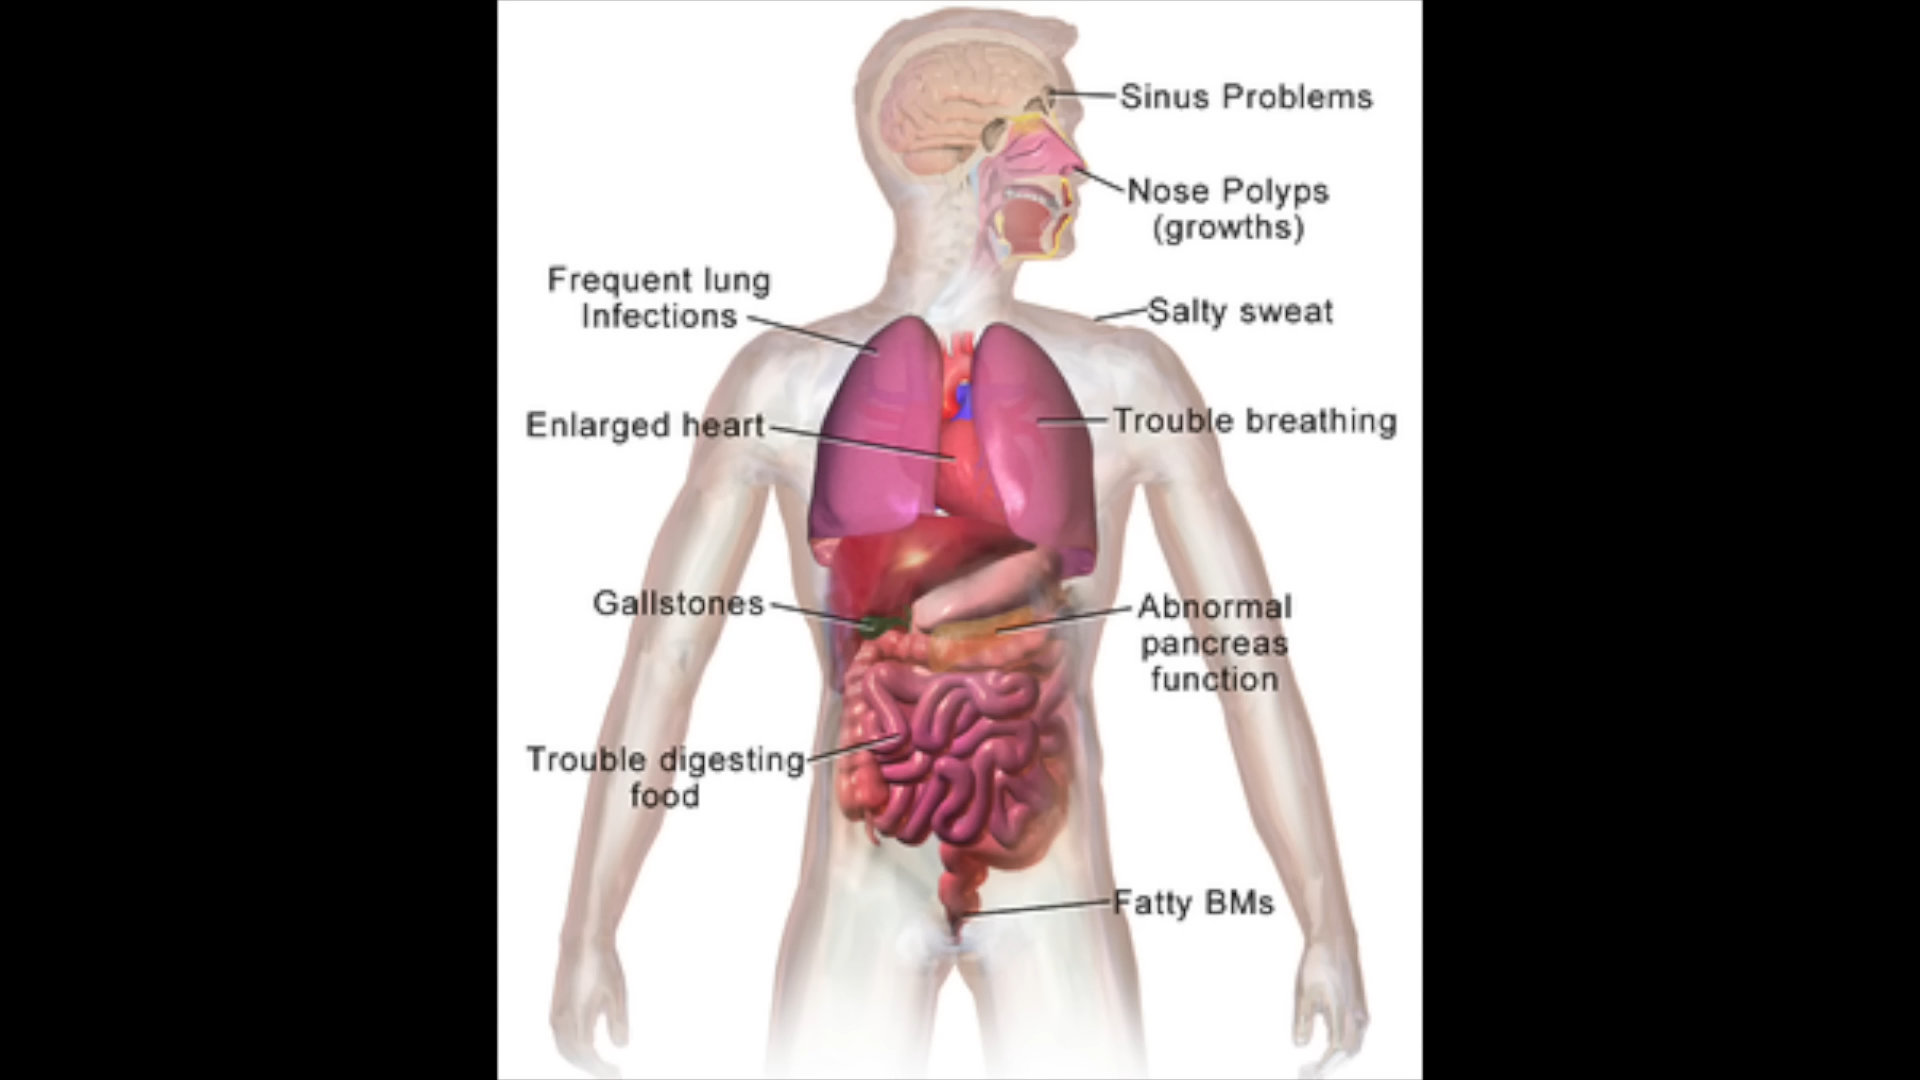 Sinus Problems
Nose Polyps
(growths)
Frequent lung
Infections
Salty sweat
Enlarged heart
Trouble breathing
Gallstones
Abnormal
pancreas
function
Trouble digesting
food
Fatty BMs